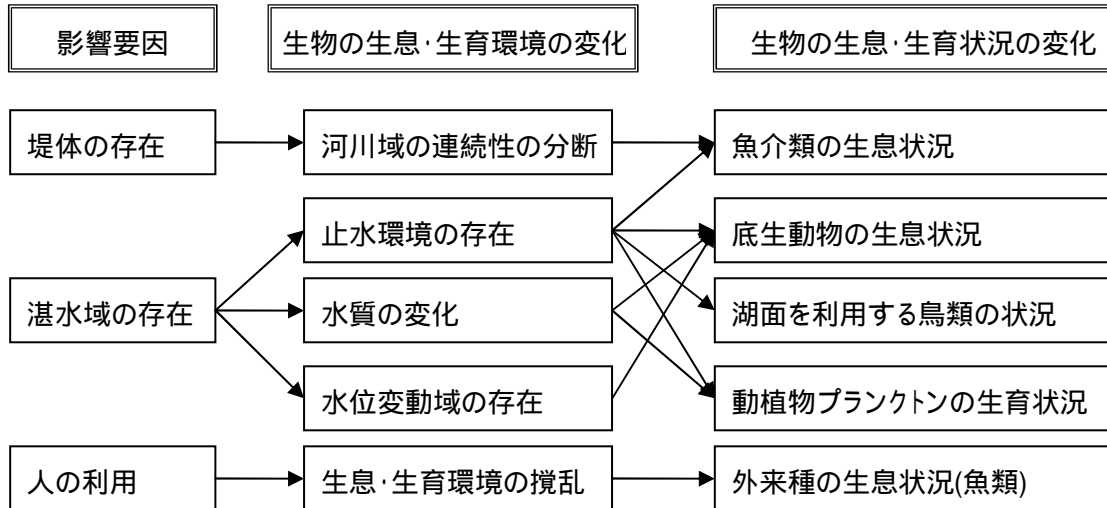 影響要因
生物の生息･生育環境の変化
生物の生息･生育状況の変化
堤体の存在
河川域の連続性の分断
魚介類の生息状況
止水環境の存在
底生動物の生息状況
湛水域の存在
水質の変化
湖面を利用する鳥類の状況
水位変動域の存在
動植物プランクトンの生育状況
人の利用
生息･生育環境の撹乱
外来種の生息状況(魚類)